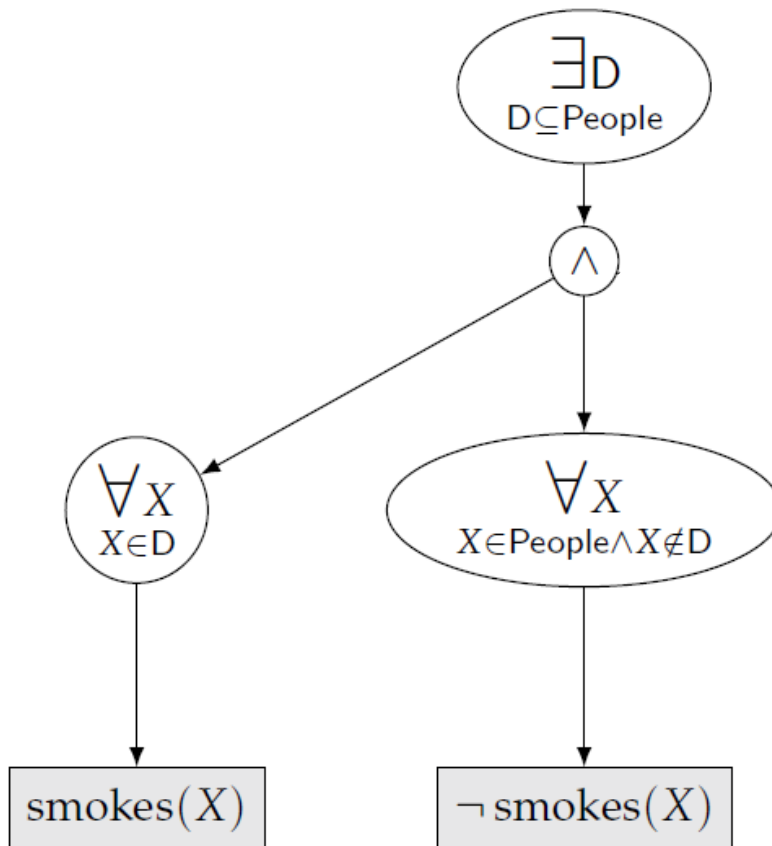 ∃D
D⊆People
∧
∀X
X∈D
∀X
X∈People∧X∉D
smokes(X)
¬ smokes(X)